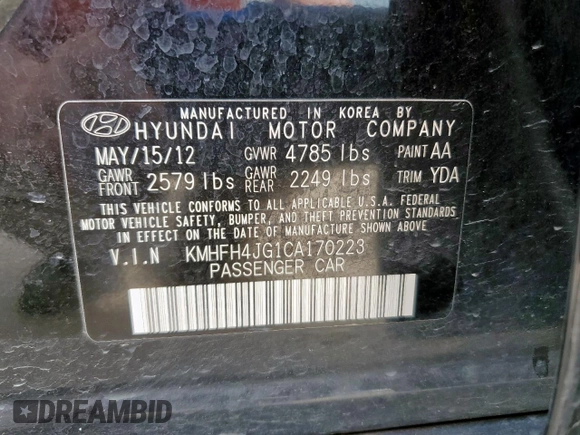 MANUFACTURED IN KOREA BY
HYUNDAI MOTOR COMPANY
MAY/15/12 GVWR 4785 lbs PAINT AA
GAWR FRONT 2579 lbs GAWR REAR 2249 lbs TRIM YDA
THIS VEHICLE CONFORMS TO ALL APPLICABLE U.S.A. FEDERAL
MOTOR VEHICLE SAFETY, BUMPER, AND THEFT PREVENTION STANDARDS
IN EFFECT ON THE DATE OF MANUFACTURE SHOWN ABOVE.
V.I.N KMHFH4JG1CA170223
PASSENGER CAR
DREAMBID